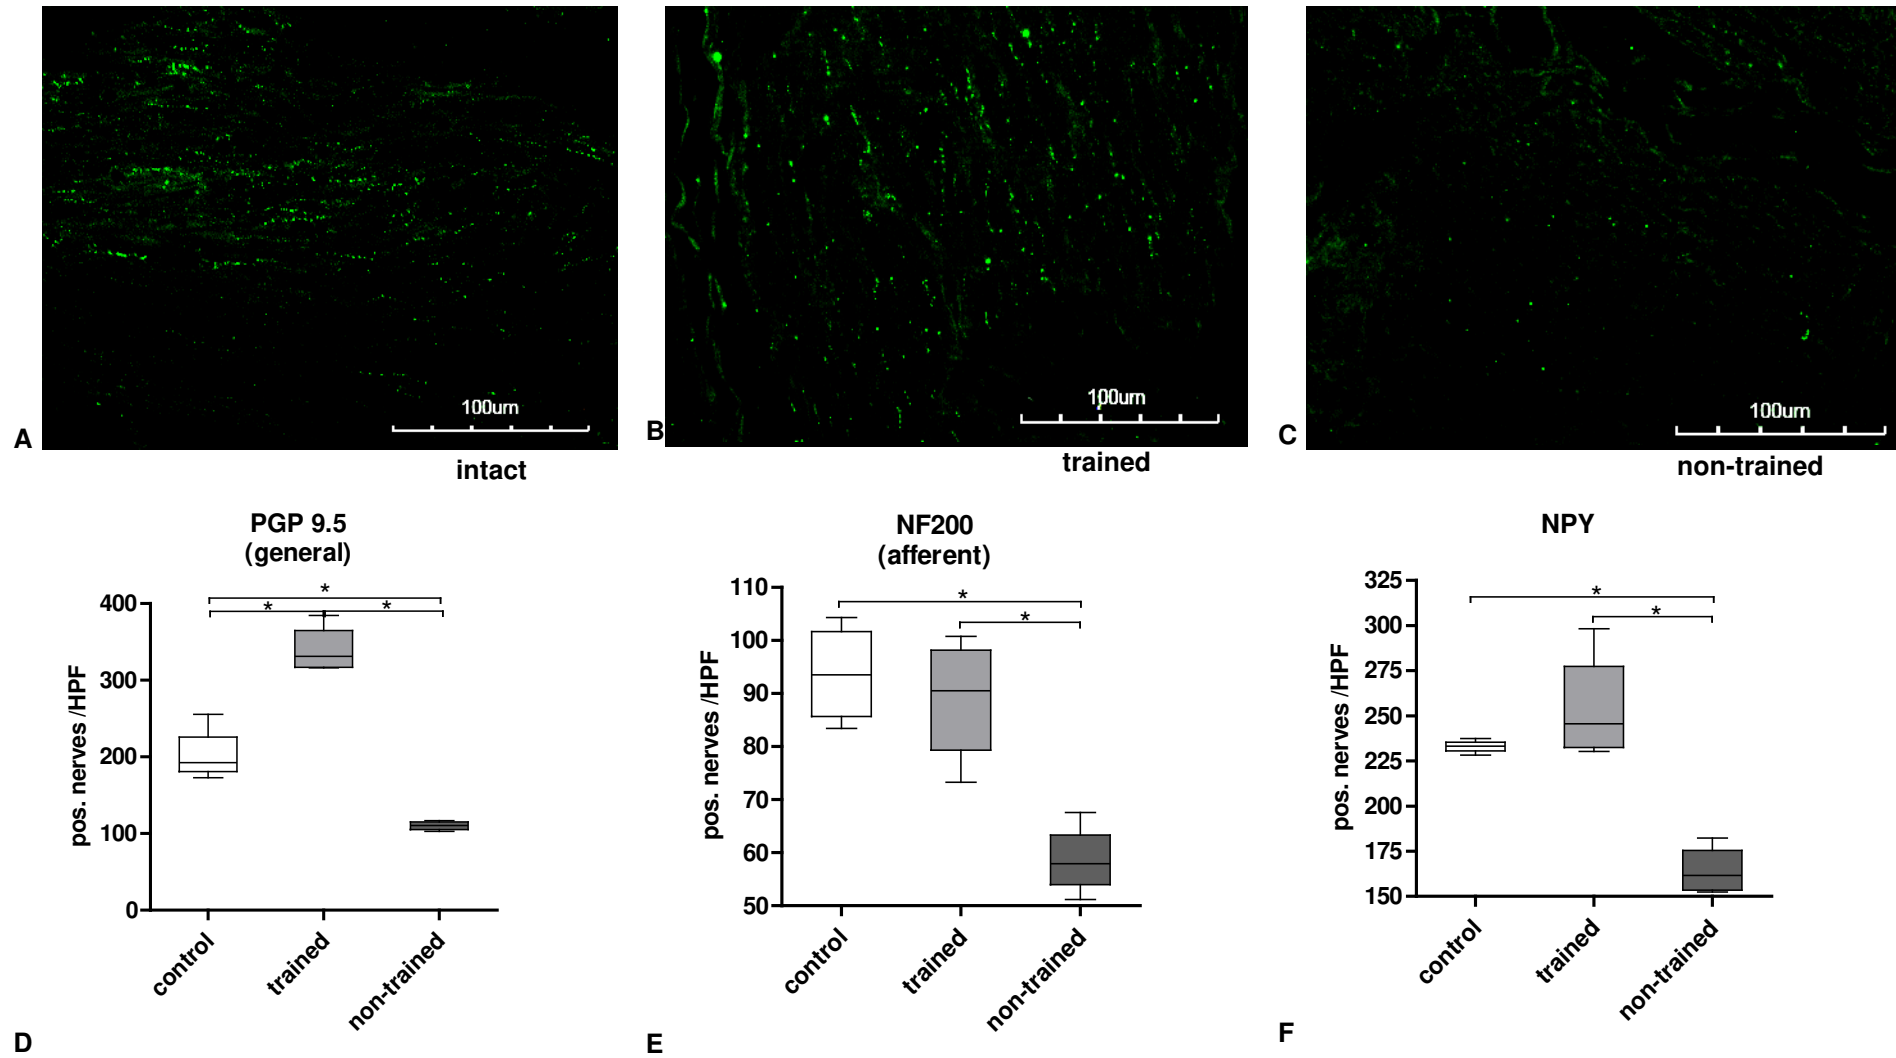 100um
A
intact
100um
B
trained
100um
C
non-trained
PGP 9.5
(general)
*
*
*
400
300
200
100
0
pos. nerves /HPF
control
trained
non-trained
D
NF200
(afferent)
*
*
110
100
90
80
70
60
50
pos. nerves /HPF
control
trained
non-trained
E
NPY
*
*
325
300
275
250
225
200
175
150
pos. nerves /HPF
control
trained
non-trained
F